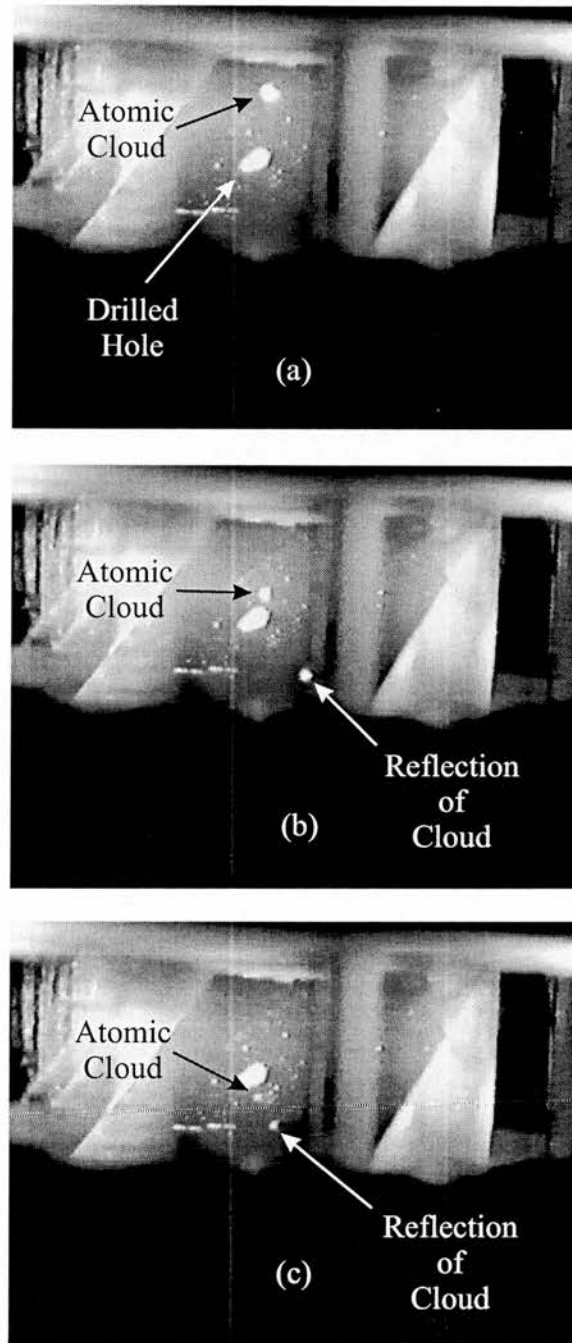 Atomic
Cloud
Drilled
Hole
(a)
Atomic
Cloud
Reflection
of
Cloud
(b)
Atomic
Cloud
Reflection
of
Cloud
(c)